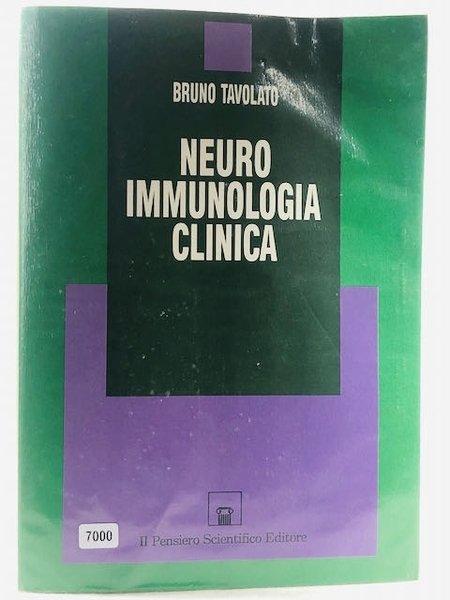 BRUNO TAVOLATO
NEURO
IMMUNOLOGIA
CLINICA
7000
Il Pensiero Scientifico Editore